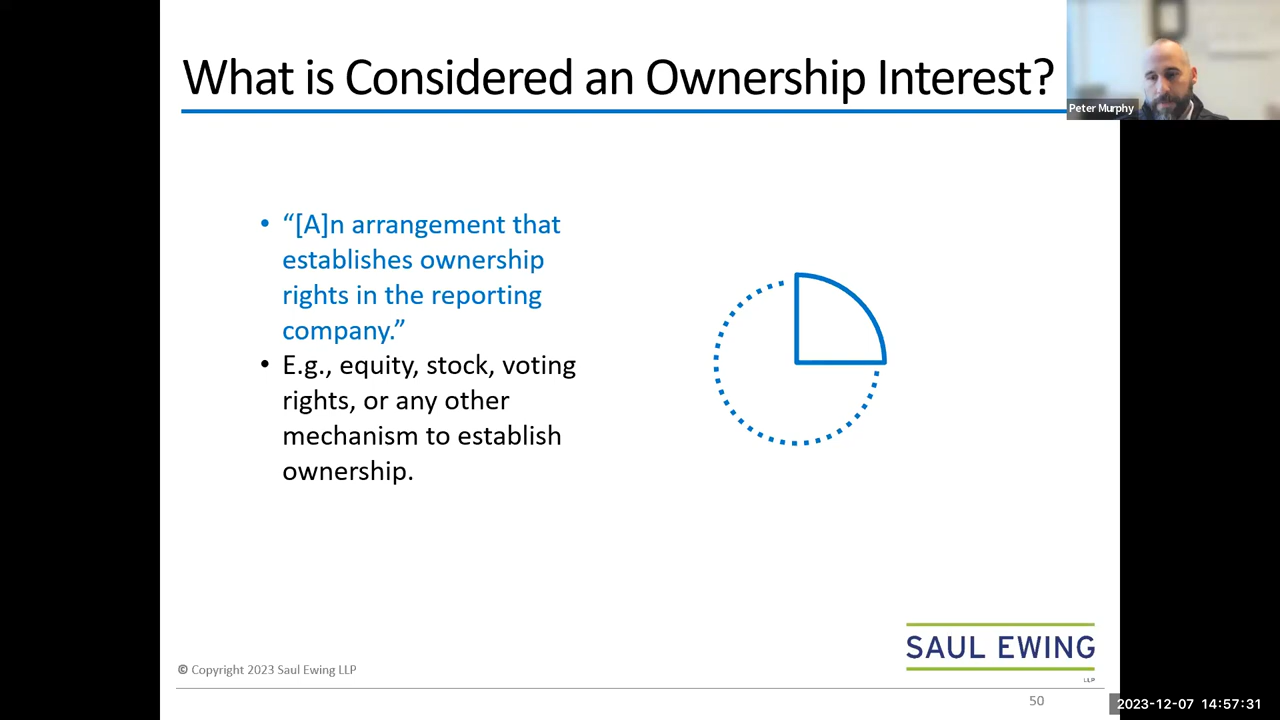 What is Considered an Ownership Interest?
Peter Murphy
• “[A]n arrangement that
establishes ownership
rights in the reporting
company.”
• E.g., equity, stock, voting
rights, or any other
mechanism to establish
ownership.
SAUL EWING
LLP
© Copyright 2023 Saul Ewing LLP
50
2023-12-07 14:57:31